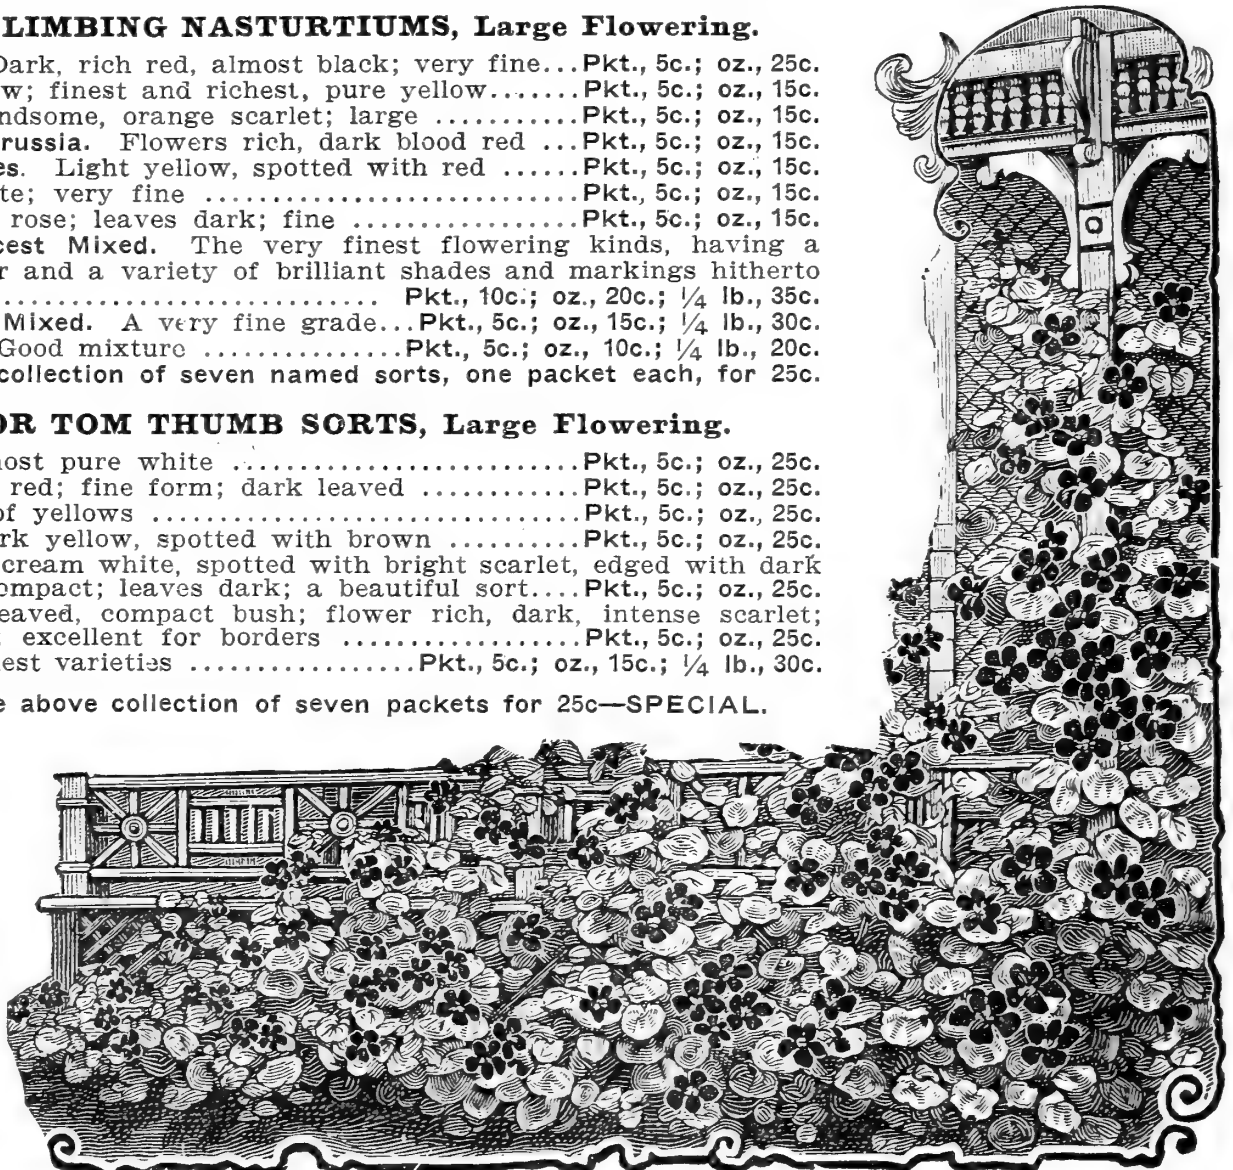 LIMBING NASTURTIUMS, Large Flowering.
Dark, rich red, almost black; very fine...Pkt., 5c.; oz., 25c.
w; finest and richest, pure yellow.......Pkt., 5c.; oz., 15c.
ndsome, orange scarlet; large ...........Pkt., 5c.; oz., 15c.
russia. Flowers rich, dark blood red ...Pkt., 5c.; oz., 15c.
es. Light yellow, spotted with red ......Pkt., 5c.; oz., 15c.
te; very fine .............................Pkt., 5c.; oz., 15c.
rose; leaves dark; fine .................Pkt., 5c.; oz., 15c.
cest Mixed. The very finest flowering kinds, having a
r and a variety of brilliant shades and markings hitherto
............................... Pkt., 10c.; oz., 20c.; ¼ lb., 35c.
Mixed. A very fine grade...Pkt., 5c.; oz., 15c.; ¼ lb., 30c.
Good mixture ...............Pkt., 5c.; oz., 10c.; ¼ lb., 20c.
collection of seven named sorts, one packet each, for 25c.
OR TOM THUMB SORTS, Large Flowering.
nost pure white ..........................Pkt., 5c.; oz., 25c.
red; fine form; dark leaved ............Pkt., 5c.; oz., 25c.
of yellows ................................Pkt., 5c.; oz., 25c.
rk yellow, spotted with brown ..........Pkt., 5c.; oz., 25c.
cream white, spotted with bright scarlet, edged with dark
ompact; leaves dark; a beautiful sort....Pkt., 5c.; oz., 25c.
eaved, compact bush; flower rich, dark, intense scarlet;
; excellent for borders ..................Pkt., 5c.; oz., 25c.
est varieties .................Pkt., 5c.; oz., 15c.; ¼ lb., 30c.
e above collection of seven packets for 25c—SPECIAL.